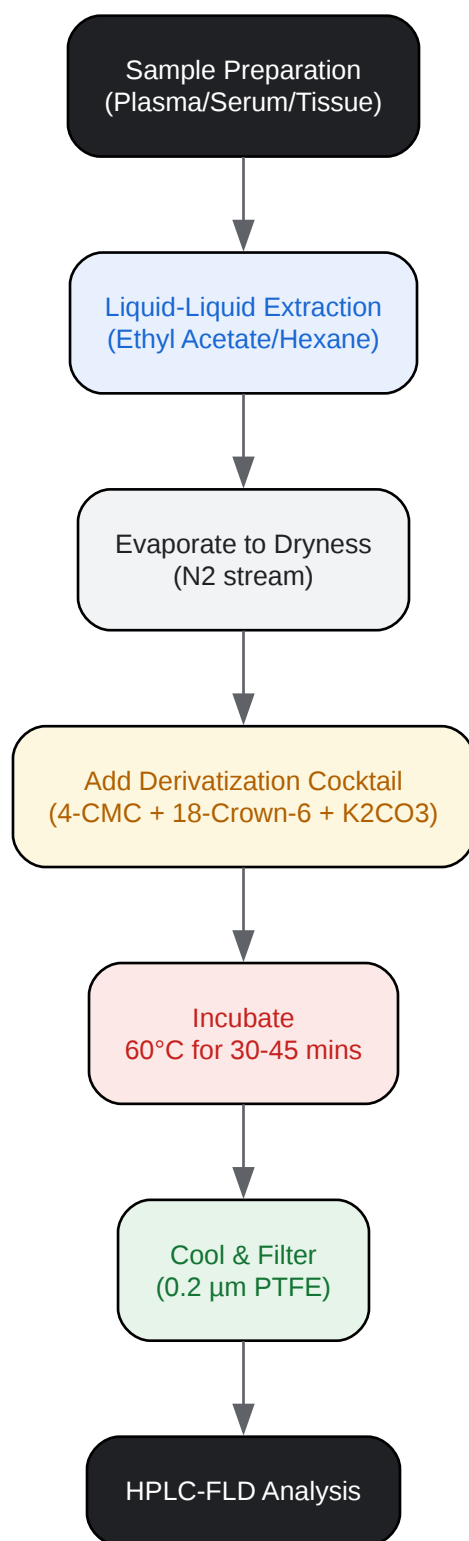 Sample Preparation
(Plasma/Serum/Tissue)
Liquid-Liquid Extraction
(Ethyl Acetate/Hexane)
Evaporate to Dryness
(N2 stream)
Add Derivatization Cocktail
(4-CMC + 18-Crown-6 + K2CO3)
Incubate
60°C for 30-45 mins
Cool & Filter
(0.2 µm PTFE)
HPLC-FLD Analysis